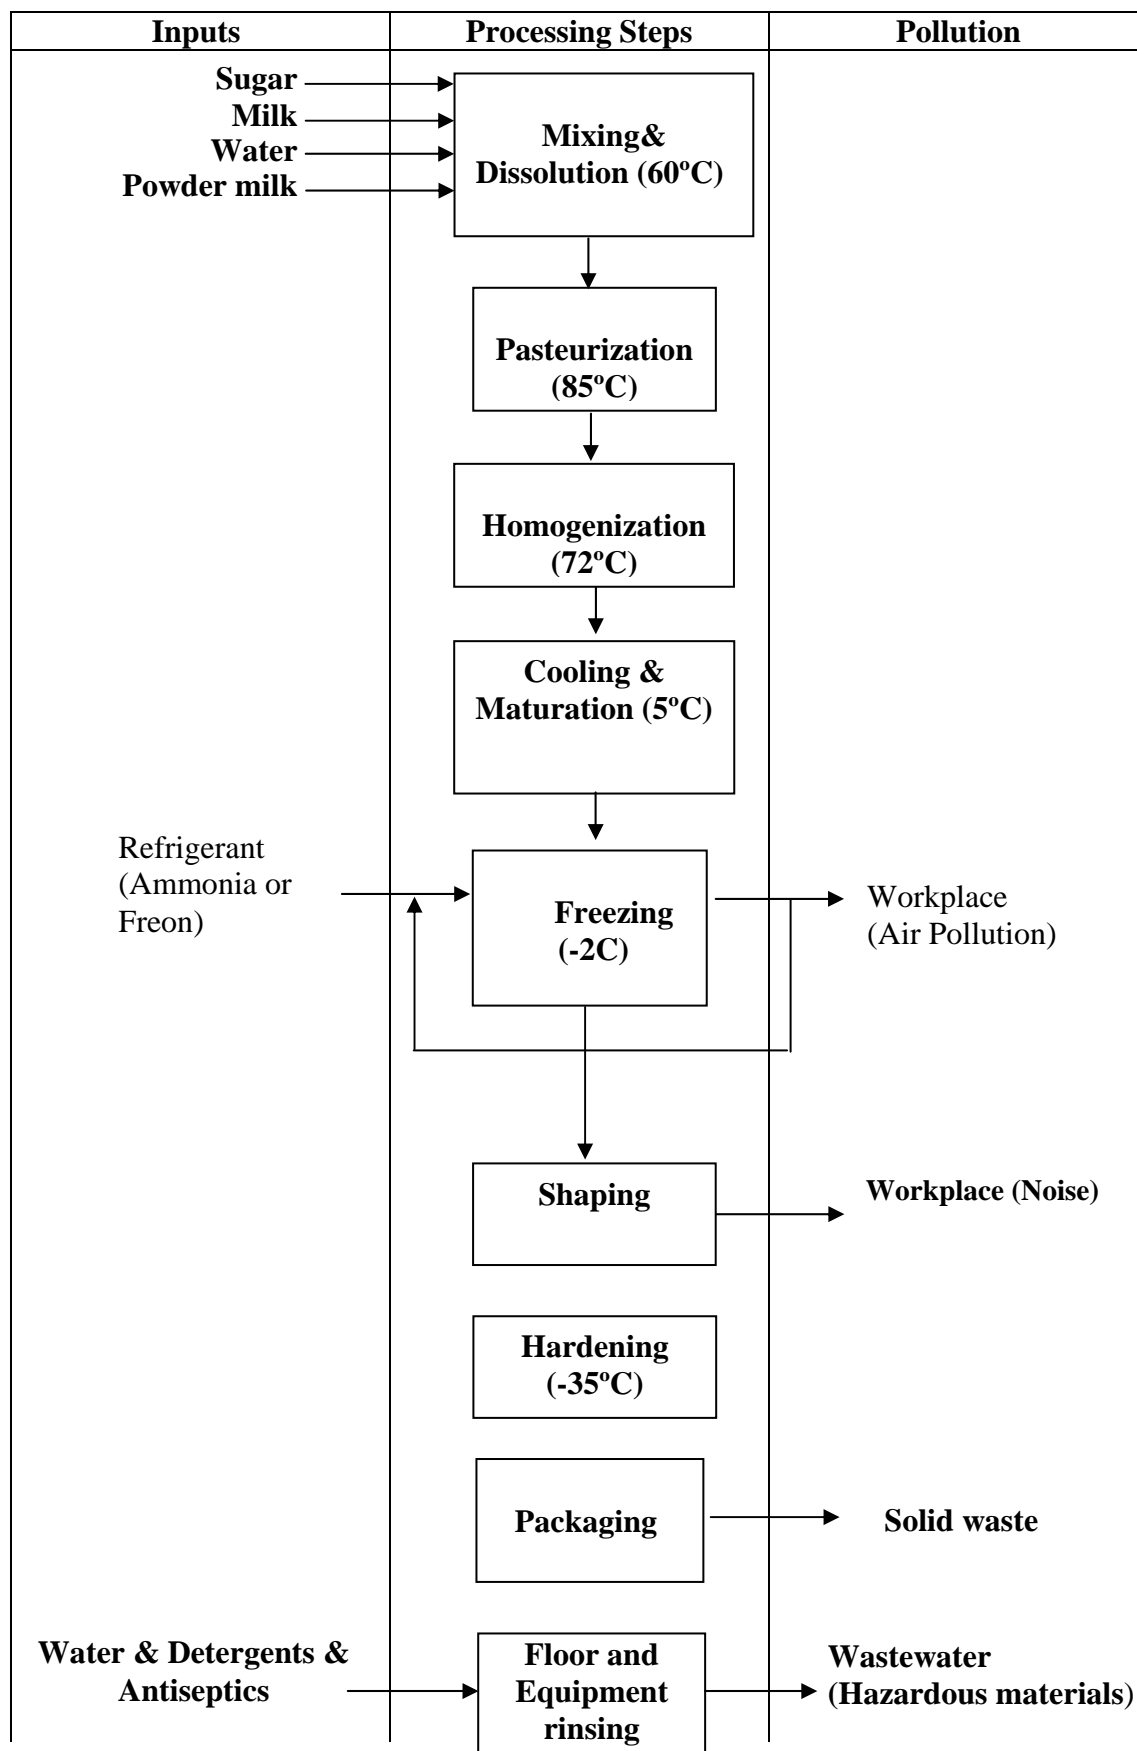 Inputs
Processing Steps
Pollution
Sugar
Milk
Water
Powder milk
Mixing&
Dissolution (60ºC)
Pasteurization
(85ºC)
Homogenization
(72ºC)
Cooling &
Maturation (5ºC)
Refrigerant
(Ammonia or
Freon)
Freezing
(-2C)
Workplace
(Air Pollution)
Shaping
Workplace (Noise)
Hardening
(-35ºC)
Packaging
Solid waste
Water & Detergents &
Antiseptics
Floor and
Equipment
rinsing
Wastewater
(Hazardous materials)